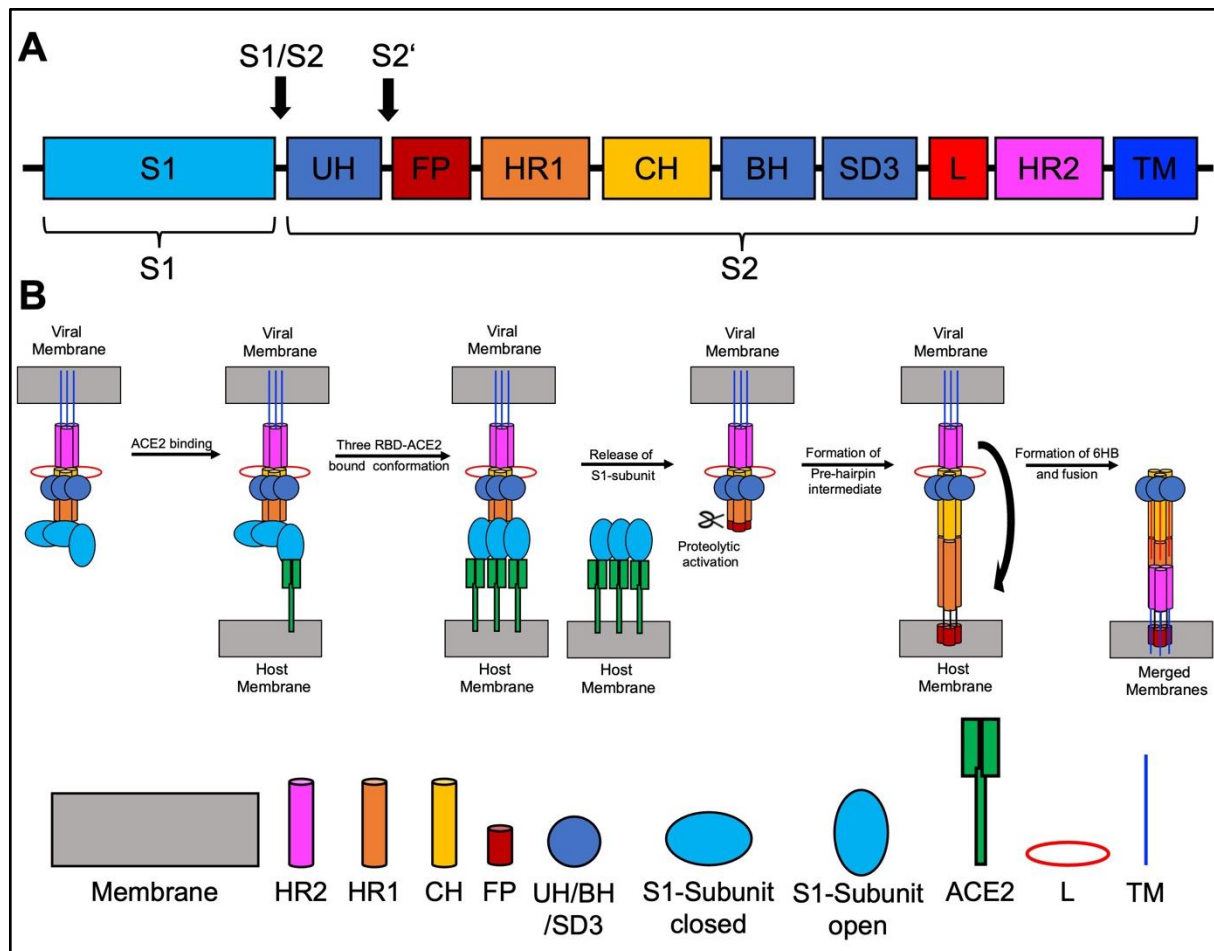 A
S1/S2
S2‘
S1
UH
FP
HR1
CH
BH
SD3
L
HR2
TM
S1
S2
B
Viral
Membrane
ACE2 binding
Viral
Membrane
Host
Membrane
Three RBD-ACE2
bound conformation
Viral
Membrane
Host
Membrane
Release of
S1-subunit
Host
Membrane
Viral
Membrane
Proteolytic
activation
Formation of
Pre-hairpin
intermediate
Viral
Membrane
Host
Membrane
Formation of 6HB
and fusion
Merged
Membranes
Membrane
HR2
HR1
CH
FP
UH/BH
/SD3
S1-Subunit
closed
S1-Subunit
open
ACE2
L
TM